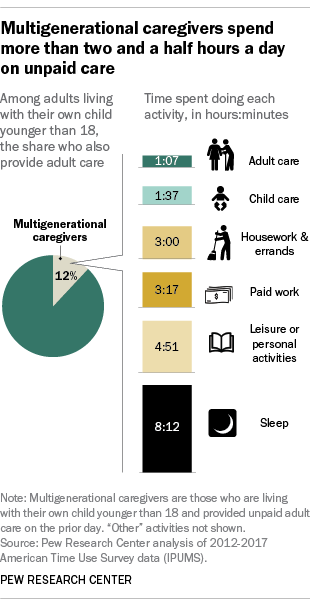 Multigenerational caregivers spend
more than two and a half hours a day
on unpaid care
Among adults living
with their own child
younger than 18,
the share who also
provide adult care
Multigenerational
caregivers
12%
Time spent doing each
activity, in hours:minutes
1:07
Adult care
1:37
Child care
3:00
Housework &
errands
3:17
Paid work
4:51
Leisure or
personal
activities
8:12
Sleep
Note: Multigenerational caregivers are those who are living
with their own child younger than 18 and provided unpaid adult
care on the prior day. “Other” activities not shown.
Source: Pew Research Center analysis of 2012-2017
American Time Use Survey data (IPUMS).
PEW RESEARCH CENTER